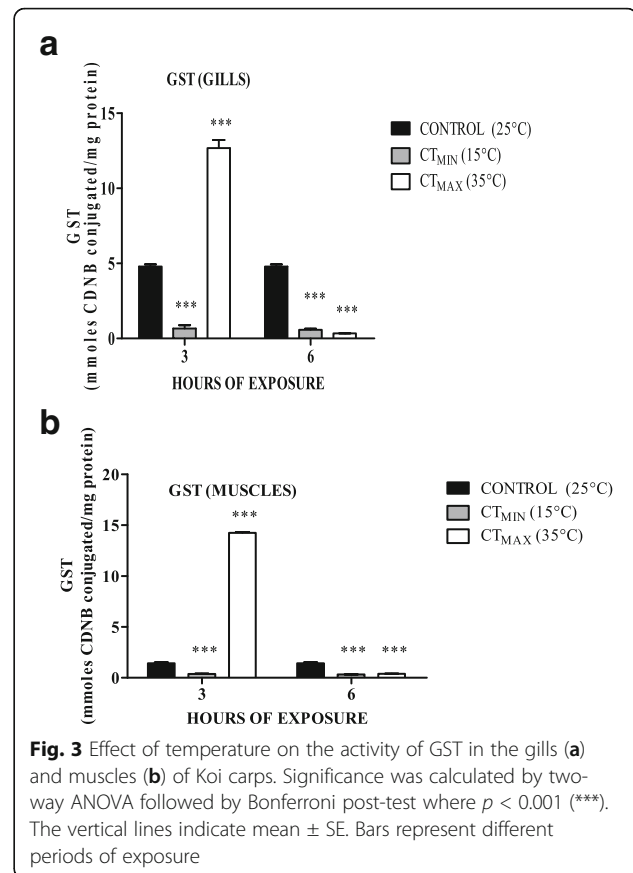 a
GST (GILLS)
CONTROL (25°C)
CTMIN (15°C)
CTMAX (35°C)
GST
(mmoles CDNB conjugated/mg protein)
15
10
5
0
***
***
***
***
3
6
HOURS OF EXPOSURE
b
GST (MUSCLES)
CONTROL (25°C)
CTMIN (15°C)
CTMAX (35°C)
GST
(mmoles CDNB conjugated/mg protein)
20
15
10
5
0
***
***
***
***
3
6
HOURS OF EXPOSURE
Fig. 3 Effect of temperature on the activity of GST in the gills (a)
and muscles (b) of Koi carps. Significance was calculated by two-
way ANOVA followed by Bonferroni post-test where p < 0.001 (***).
The vertical lines indicate mean ± SE. Bars represent different
periods of exposure